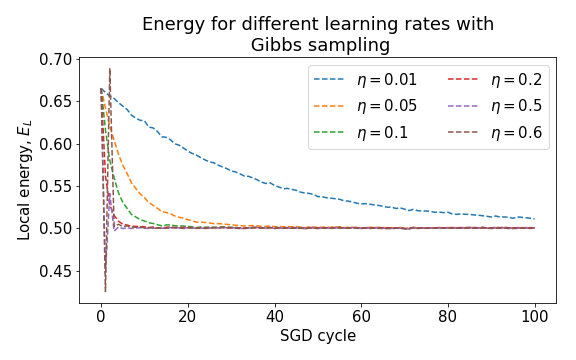 Energy for different learning rates with
Gibbs sampling
Local energy, E_L
0.70
0.65
0.60
0.55
0.50
0.45
η = 0.01
η = 0.05
η = 0.1
η = 0.2
η = 0.5
η = 0.6
0 20 40 60 80 100
SGD cycle